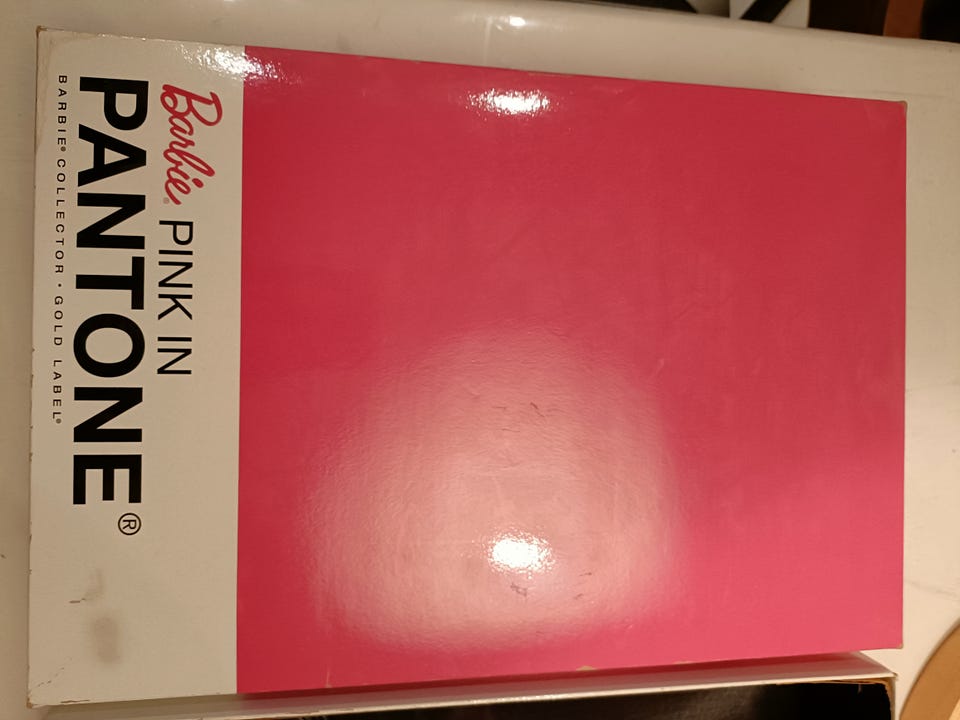 Barbie® PINK IN
PANTONE®
BARBIE® COLLECTOR • GOLD LABEL®